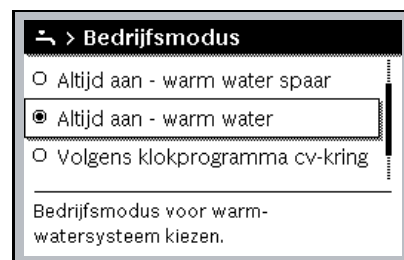 > Bedrijfsmodus
Altijd aan - warm water spaar
Altijd aan - warm water
Volgens klokprogramma cv-kring
Bedrijfsmodus voor warm-
watersysteem kiezen.